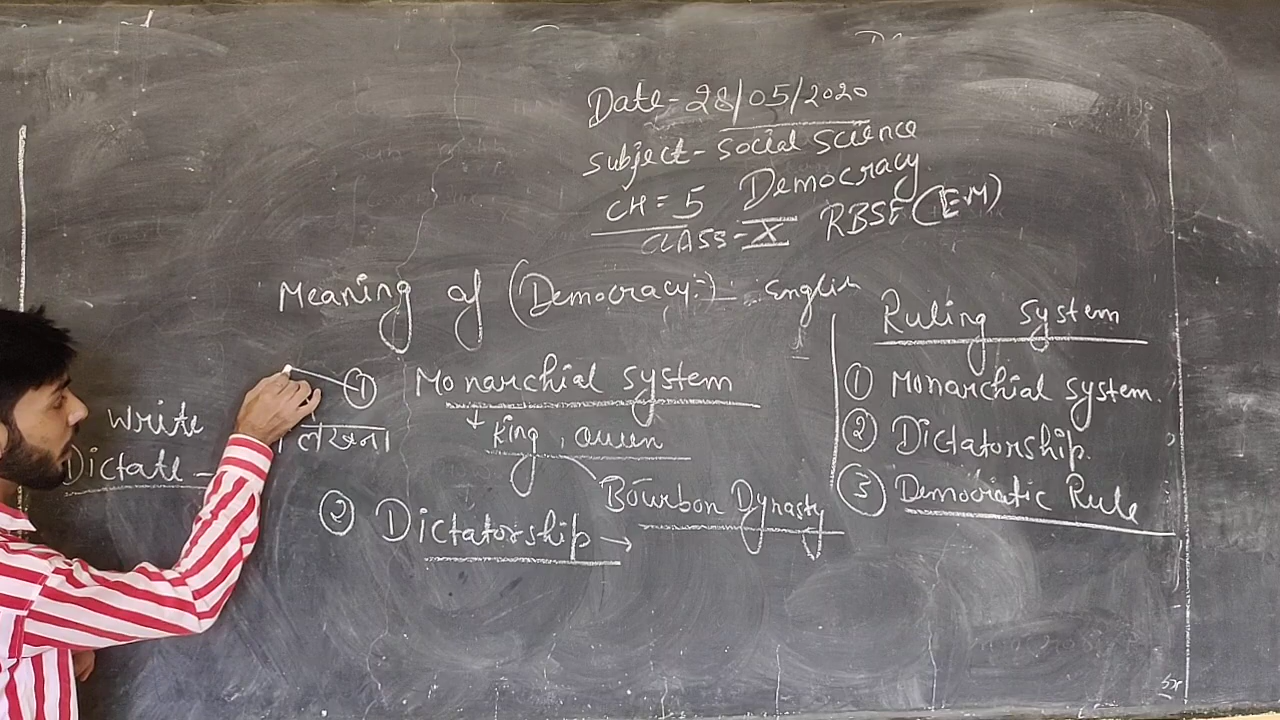 Date - 28/05/2020
Subject - Social Science
CH = 5 Democracy
CLASS - X RBSE (EM)
Meaning of (Democracy:-) English
① Monarchial system
King, Queen
Bourbon Dynasty
② Dictatorship →
Write
Dictate -
लिखना
Ruling system
① Monarchial system.
② Dictatorship.
③ Democratic Rule